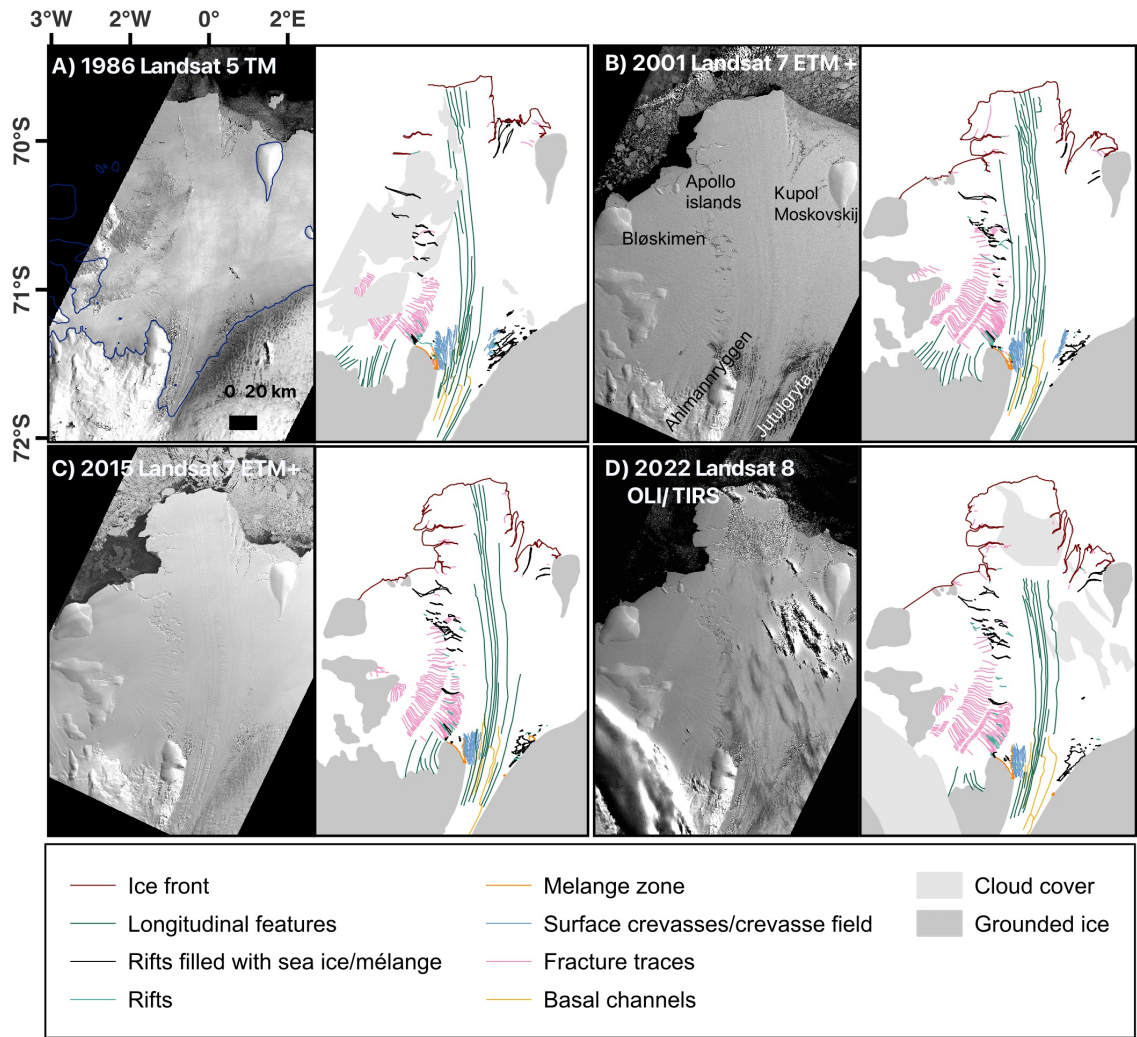 3°W 2°W 0° 2°E
A) 1986 Landsat 5 TM
B) 2001 Landsat 7 ETM +
70°S
71°S
72°S
0 20 km
Apollo
islands
Kupol
Moskovskij
Bløskimen
Ahlmannryggen
Jutulgryta
C) 2015 Landsat 7 ETM+
D) 2022 Landsat 8
OLI/TIRS
Ice front
Longitudinal features
Rifts filled with sea ice/mélange
Rifts
Melange zone
Surface crevasses/crevasse field
Fracture traces
Basal channels
Cloud cover
Grounded ice